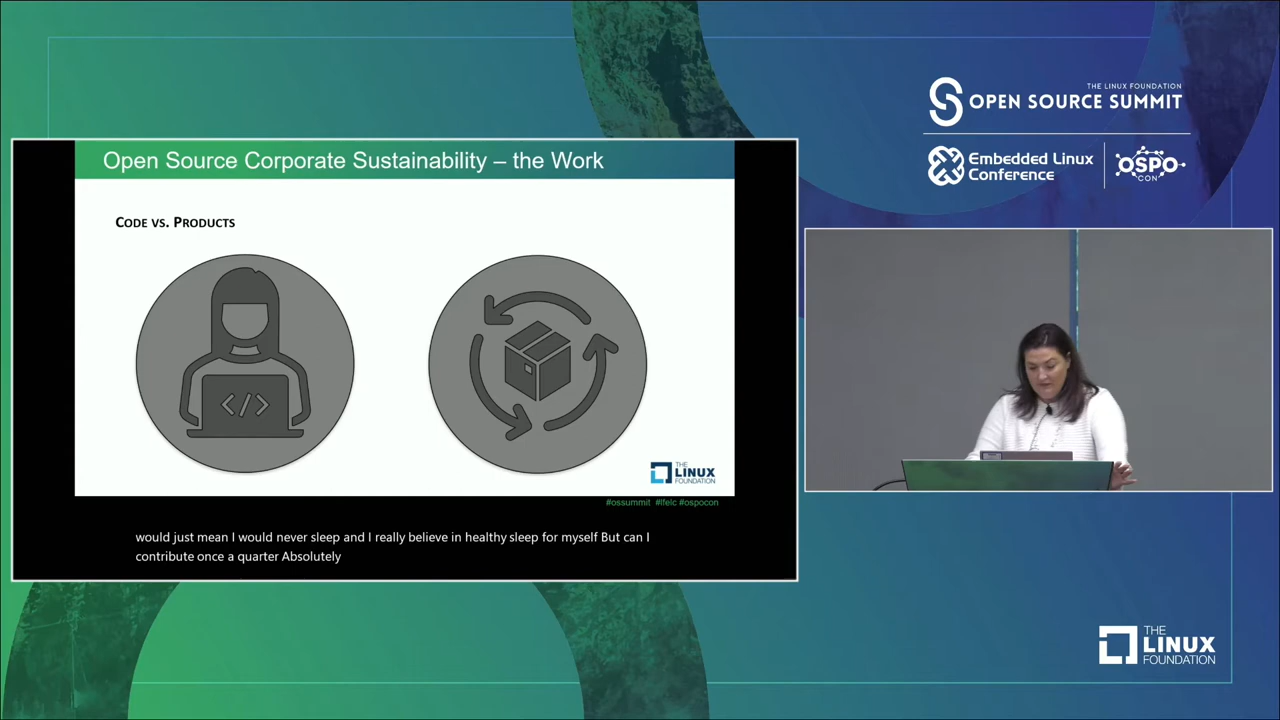 THE LINUX FOUNDATION
OPEN SOURCE SUMMIT
Embedded Linux
Conference
OSPO
CON
Open Source Corporate Sustainability – the Work
CODE VS. PRODUCTS
</>
THE
LINUX
FOUNDATION
#ossummit #lfelc #ospocon
would just mean I would never sleep and I really believe in healthy sleep for myself But can I
contribute once a quarter Absolutely
THE
LINUX
FOUNDATION